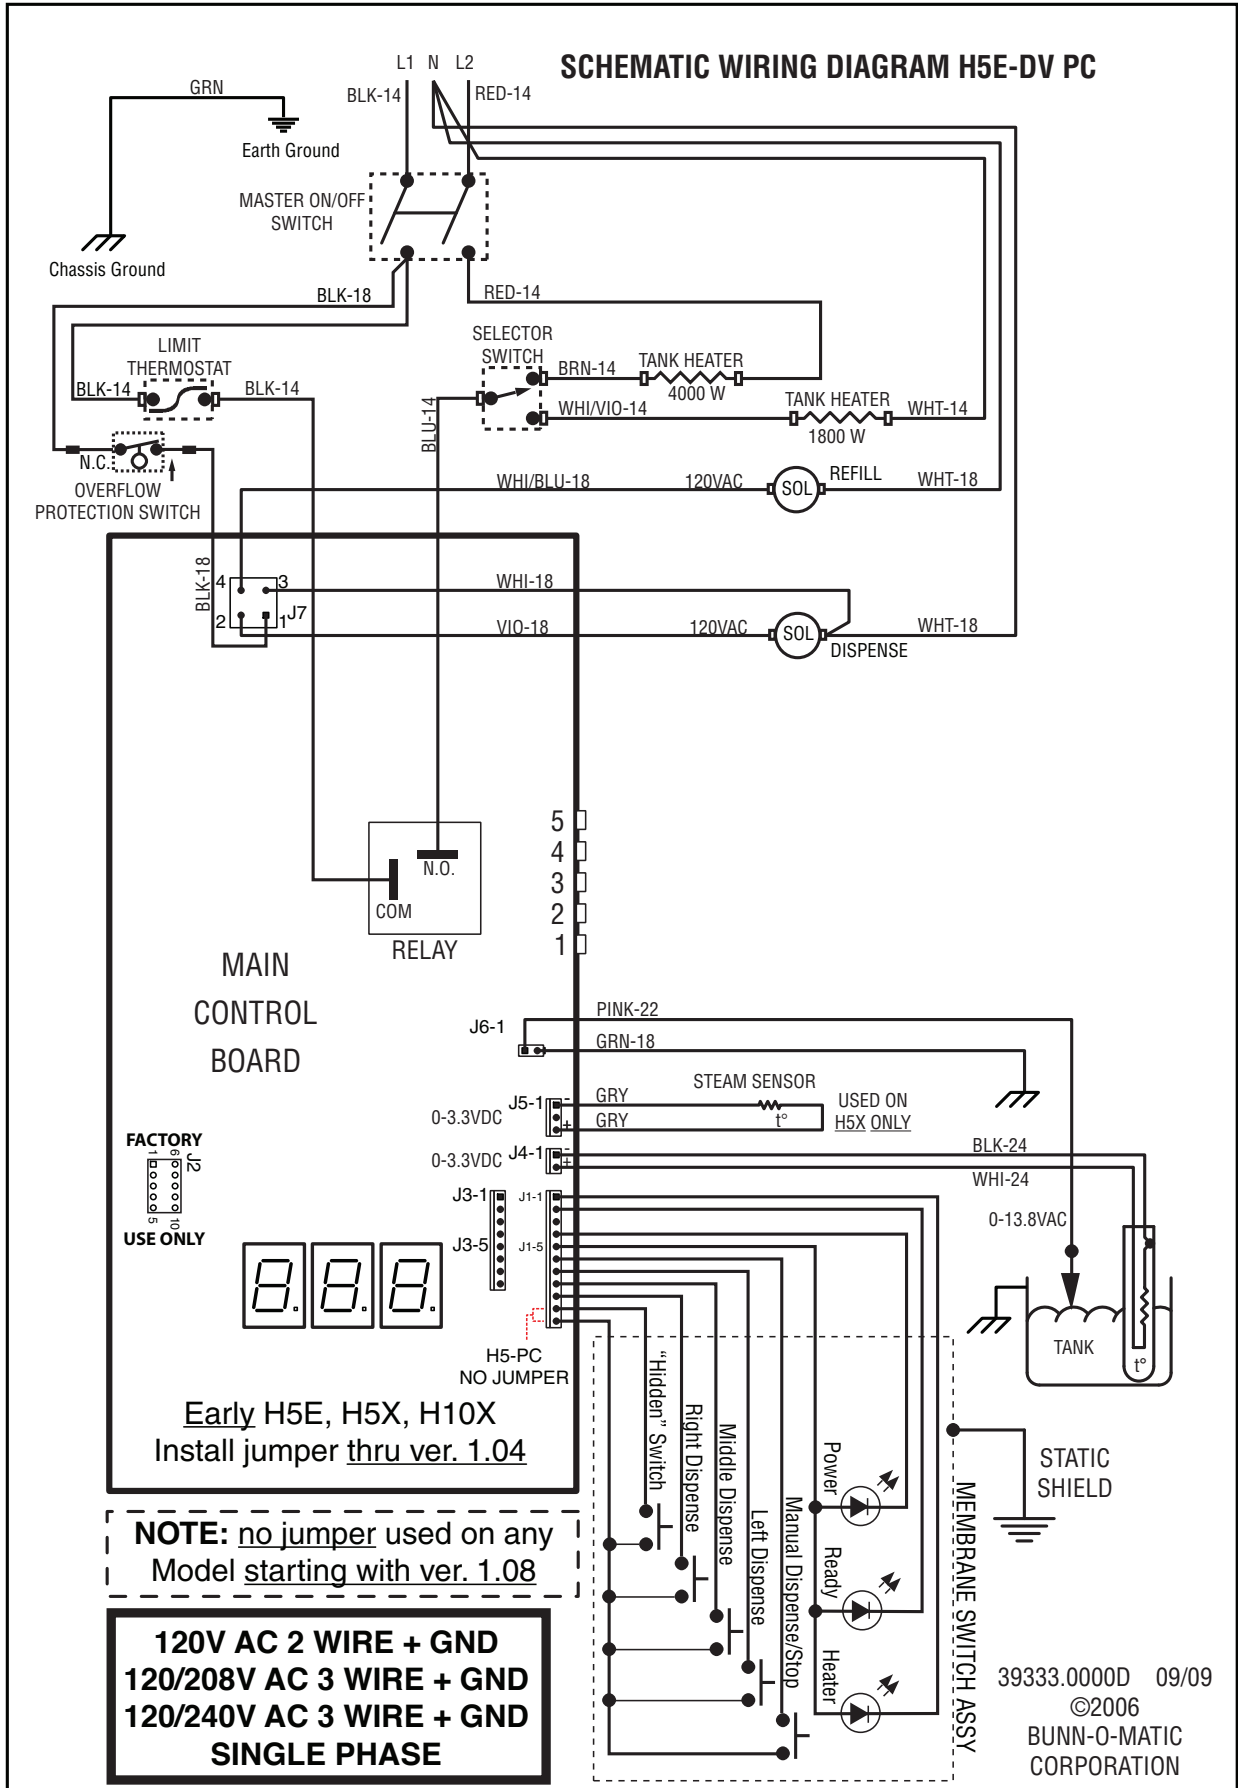 SCHEMATIC WIRING DIAGRAM H5E-DV PC
L1 N L2
GRN
BLK-14
RED-14
Earth Ground
MASTER ON/OFF
SWITCH
Chassis Ground
BLK-18
RED-14
LIMIT
THERMOSTAT
SELECTOR
SWITCH
BRN-14
TANK HEATER
4000 W
BLK-14
BLK-14
BLU-14
WHI/VIO-14
TANK HEATER
1800 W
WHT-14
N.C.
OVERFLOW
PROTECTION SWITCH
WHI/BLU-18
120VAC
SOL
REFILL
WHT-18
BLK-18
4
3
2
1
J7
WHI-18
VIO-18
120VAC
SOL
WHT-18
DISPENSE
5
4
3
2
1
N.O.
COM
RELAY
MAIN
CONTROL
BOARD
J6-1
PINK-22
GRN-18
STEAM SENSOR
J5-1
-
+
0-3.3VDC
GRY
GRY
t°
USED ON
H5X ONLY
0-3.3VDC
J4-1
-
+
BLK-24
WHI-24
FACTORY
1
6
J2
5
10
USE ONLY
J3-1
J1-1
J3-5
J1-5
0-13.8VAC
8. 8. 8.
TANK
t°
H5-PC
NO JUMPER
Early H5E, H5X, H10X
Install jumper thru ver. 1.04
"Hidden" Switch
Right Dispense
Middle Dispense
Left Dispense
Manual Dispense/Stop
Power
Ready
Heater
MEMBRANE SWITCH ASSY
STATIC
SHIELD
NOTE: no jumper used on any
Model starting with ver. 1.08
120V AC 2 WIRE + GND
120/208V AC 3 WIRE + GND
120/240V AC 3 WIRE + GND
SINGLE PHASE
39333.0000D 09/09
©2006
BUNN-O-MATIC
CORPORATION